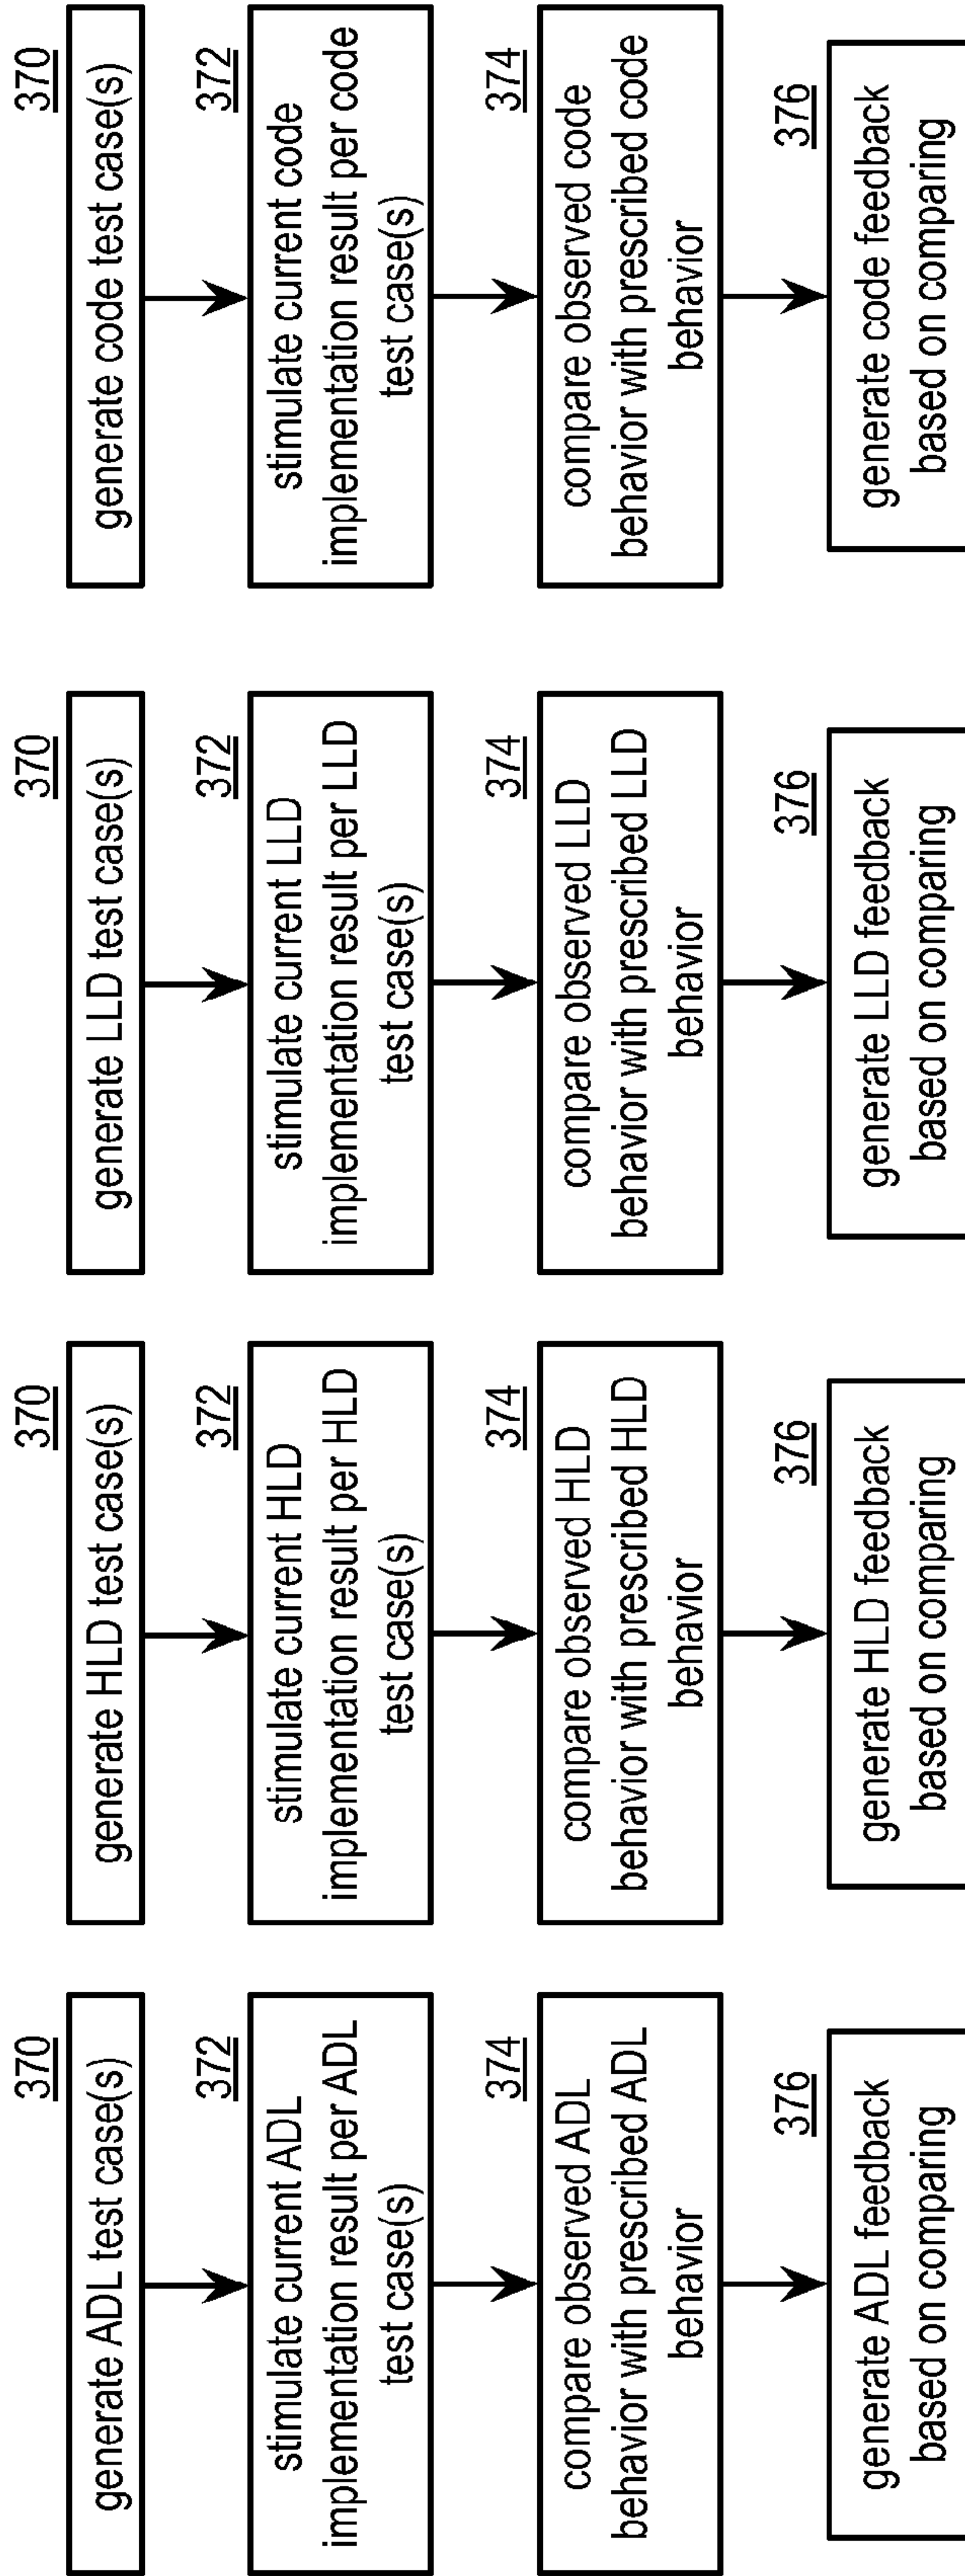 370
generate ADL test case(s)
372
stimulate current ADL
implementation result per ADL
test case(s)
374
compare observed ADL
behavior with prescribed ADL
behavior
376
generate ADL feedback
based on comparing
370
generate HLD test case(s)
372
stimulate current HLD
implementation result per HLD
test case(s)
374
compare observed HLD
behavior with prescribed HLD
behavior
376
generate HLD feedback
based on comparing
370
generate LLD test case(s)
372
stimulate current LLD
implementation result per LLD
test case(s)
374
compare observed LLD
behavior with prescribed LLD
behavior
376
generate LLD feedback
based on comparing
370
generate code test case(s)
372
stimulate current code
implementation result per code
test case(s)
374
compare observed code
behavior with prescribed code
behavior
376
generate code feedback
based on comparing